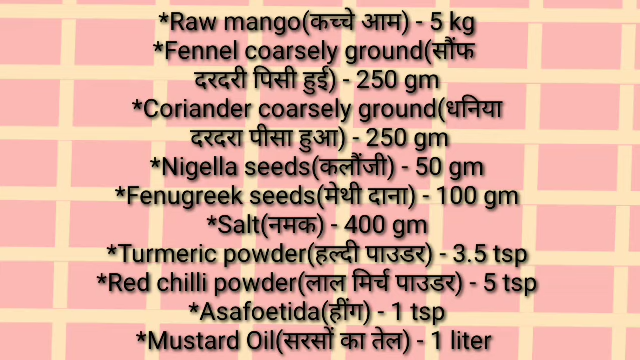 *Raw mango(कच्चे आम) - 5 kg
*Fennel coarsely ground(सौंफ
दरदरी पिसी हुई) - 250 gm
*Coriander coarsely ground(धनिया
दरदरा पीसा हुआ) - 250 gm
*Nigella seeds(कलौंजी) - 50 gm
*Fenugreek seeds(मेथी दाना) - 100 gm
*Salt(नमक) - 400 gm
*Turmeric powder(हल्दी पाउडर) - 3.5 tsp
*Red chilli powder(लाल मिर्च पाउडर) - 5 tsp
*Asafoetida(हींग) - 1 tsp
*Mustard Oil(सरसों का तेल) - 1 liter